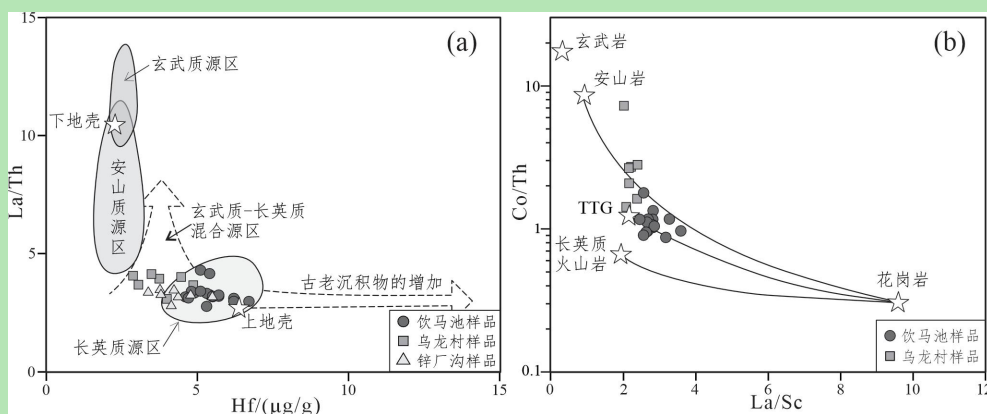 (a)
15
10
5
0
La/Th
玄武质源区
下地壳
安山质源区
玄武质-长英质
混合源区
古老沉积物的增加
上地壳
长英质源区
饮马池样品
乌龙村样品
锌厂沟样品
0
5
10
15
Hf/(μg/g)
(b)
10
1
0.1
Co/Th
玄武岩
安山岩
TTG
长英质
火山岩
花岗岩
饮马池样品
乌龙村样品
0
2
4
6
8
10
12
La/Sc